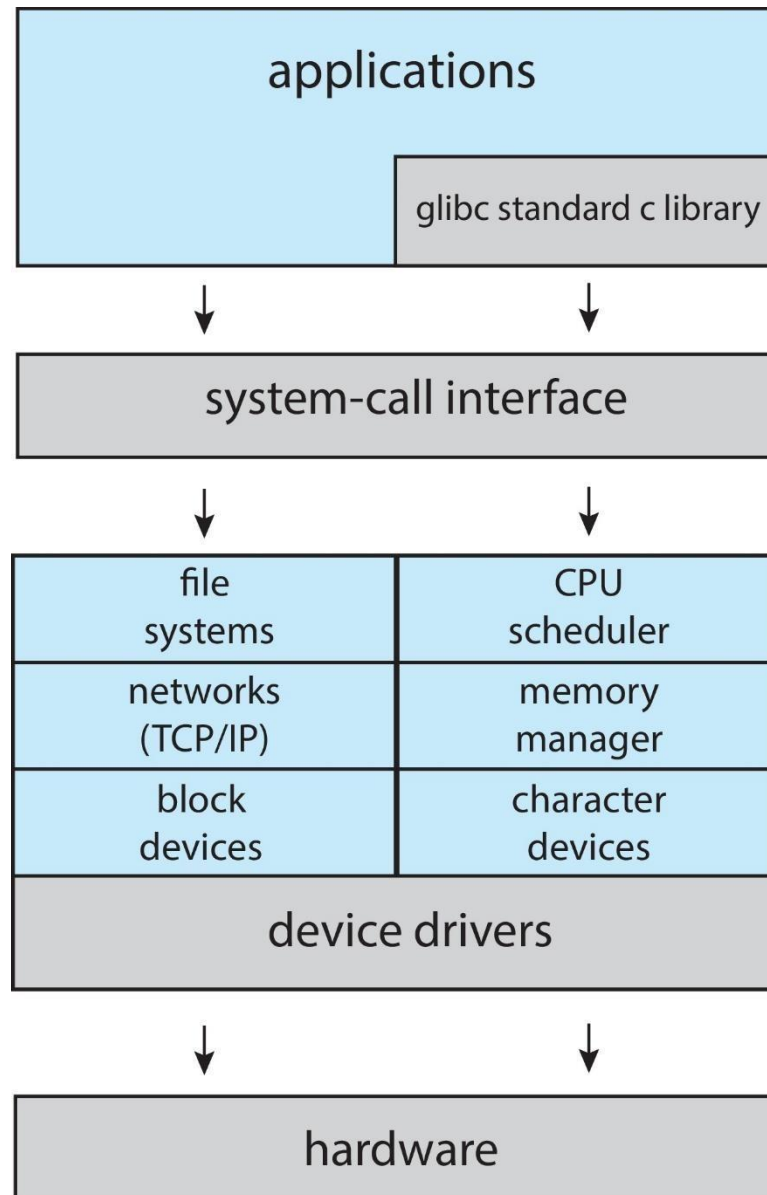 applications
glibc standard c library
system-call interface
file
systems
CPU
scheduler
networks
(TCP/IP)
memory
manager
block
devices
character
devices
device drivers
hardware